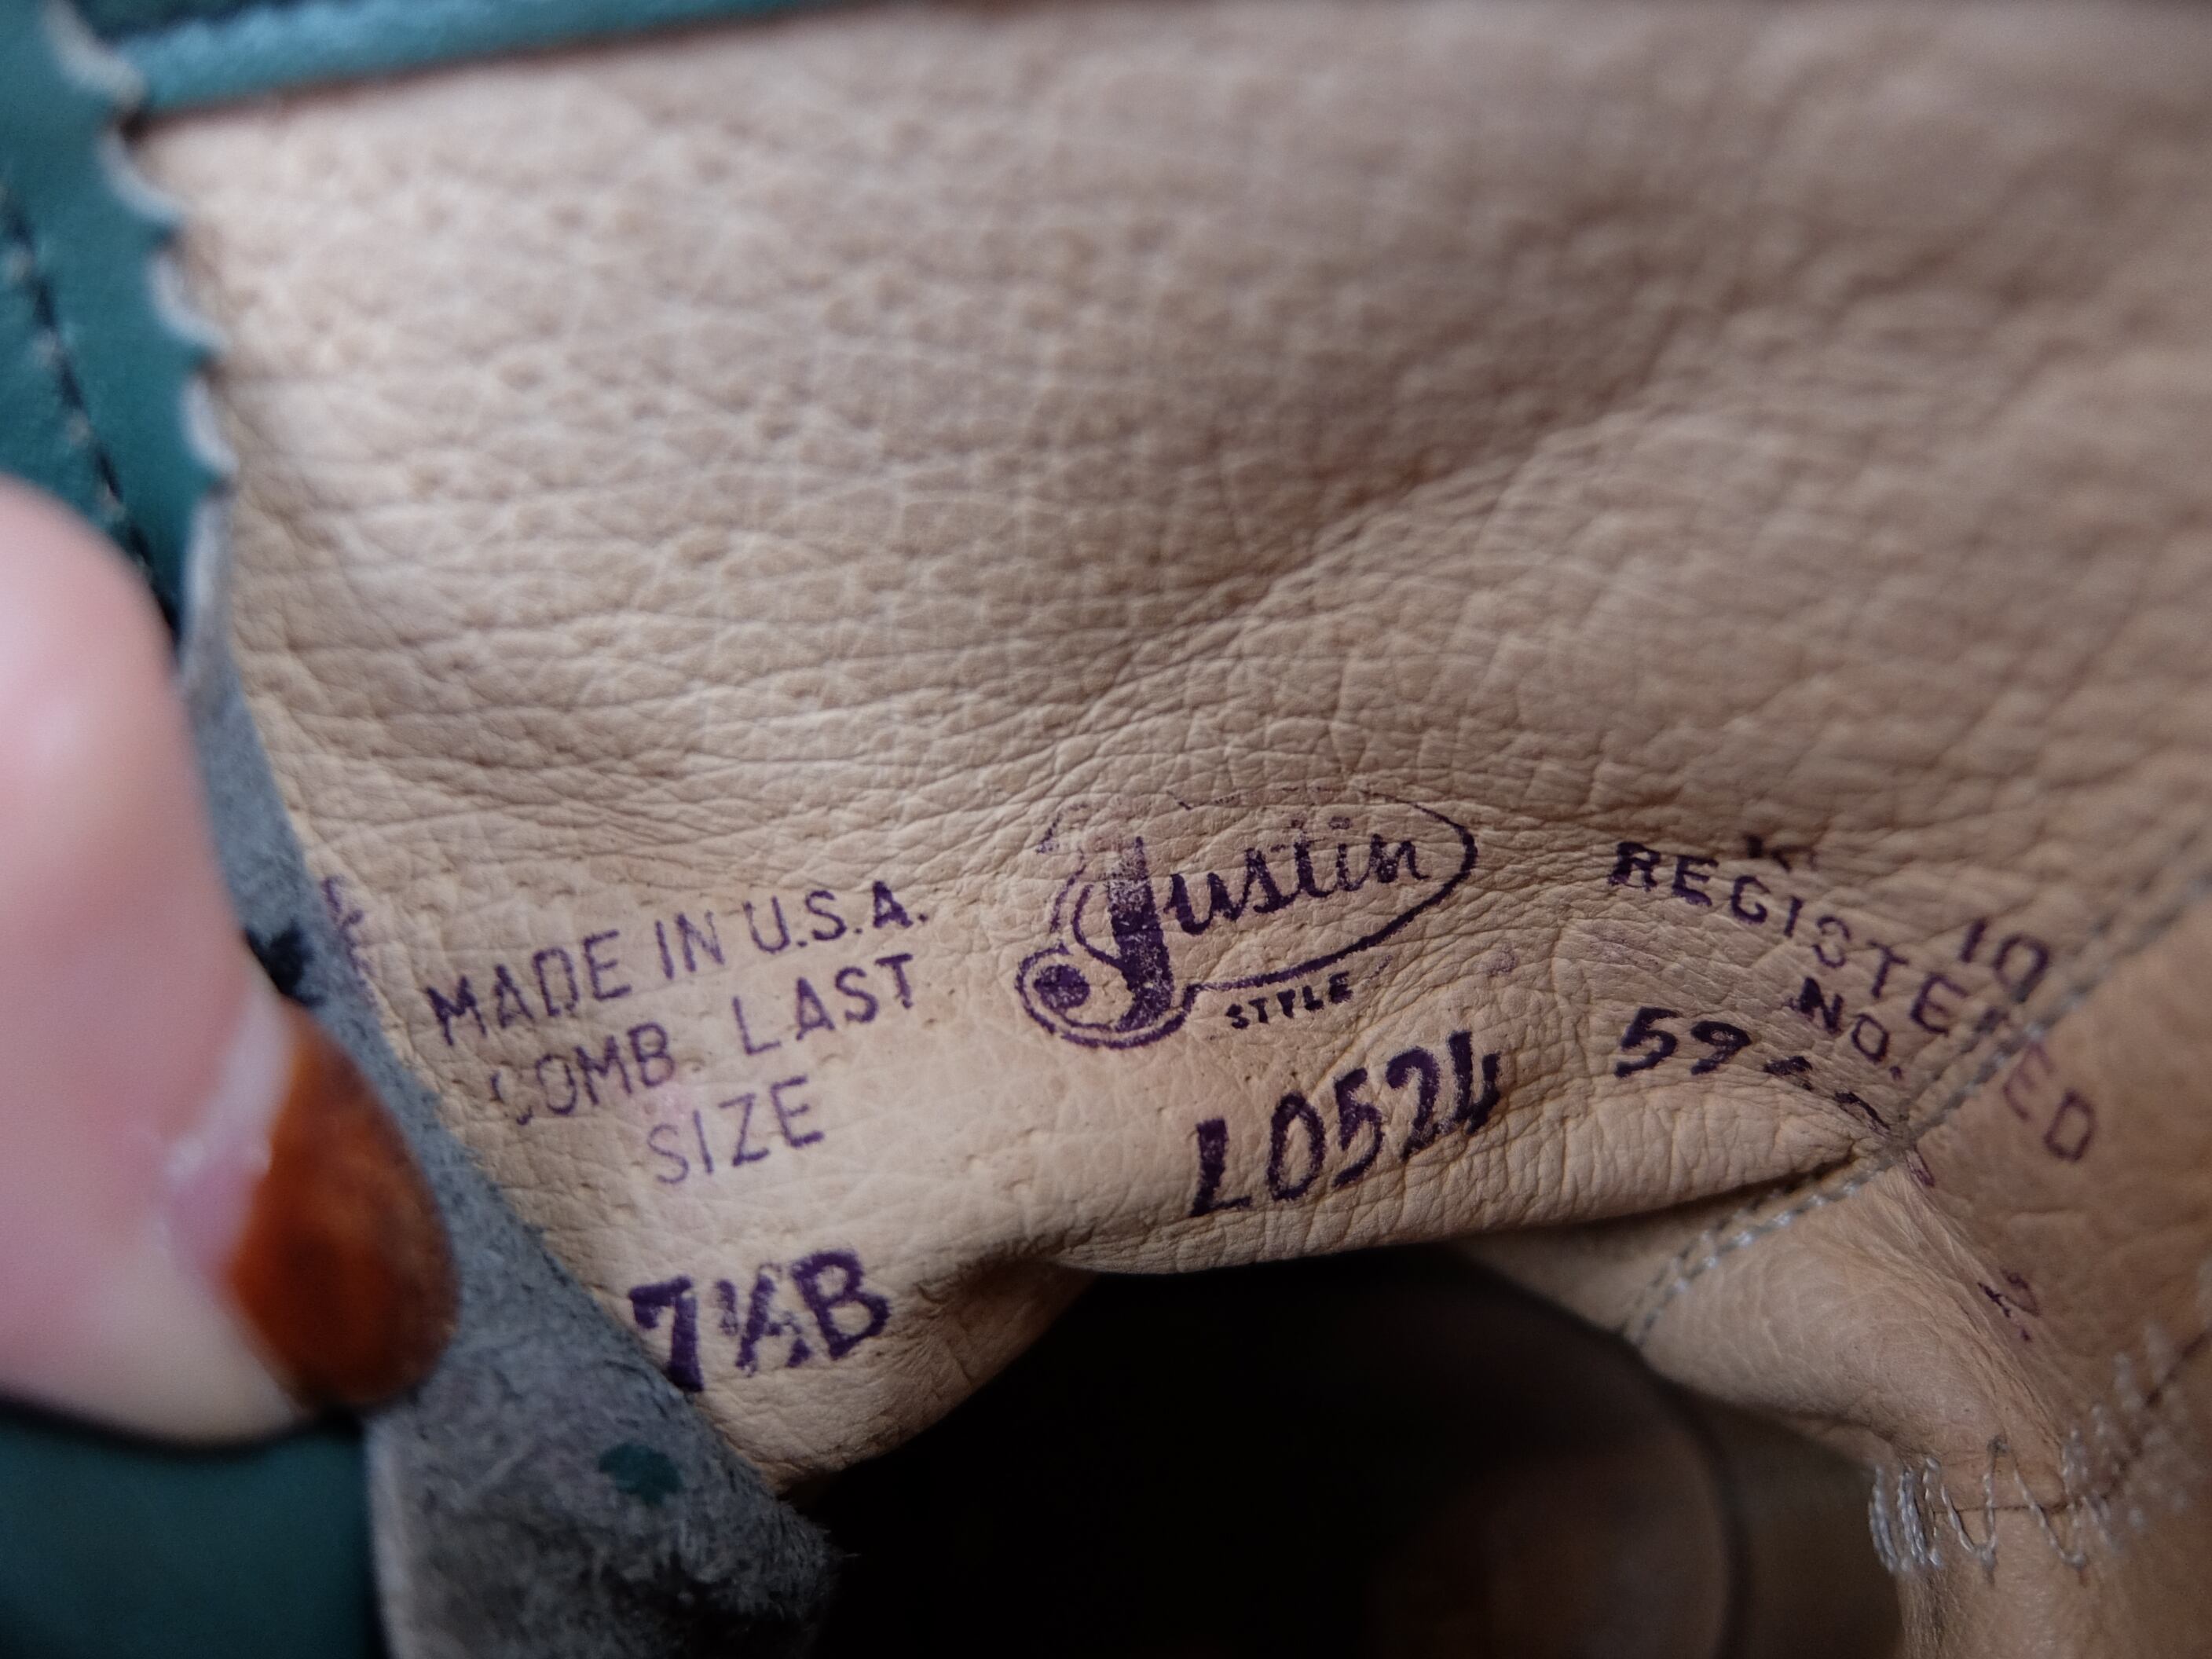 MADE IN U.S.A.
COMB LAST
SIZE
7½B
Justin
STYLE
L0524
10
REGISTERED
NO.